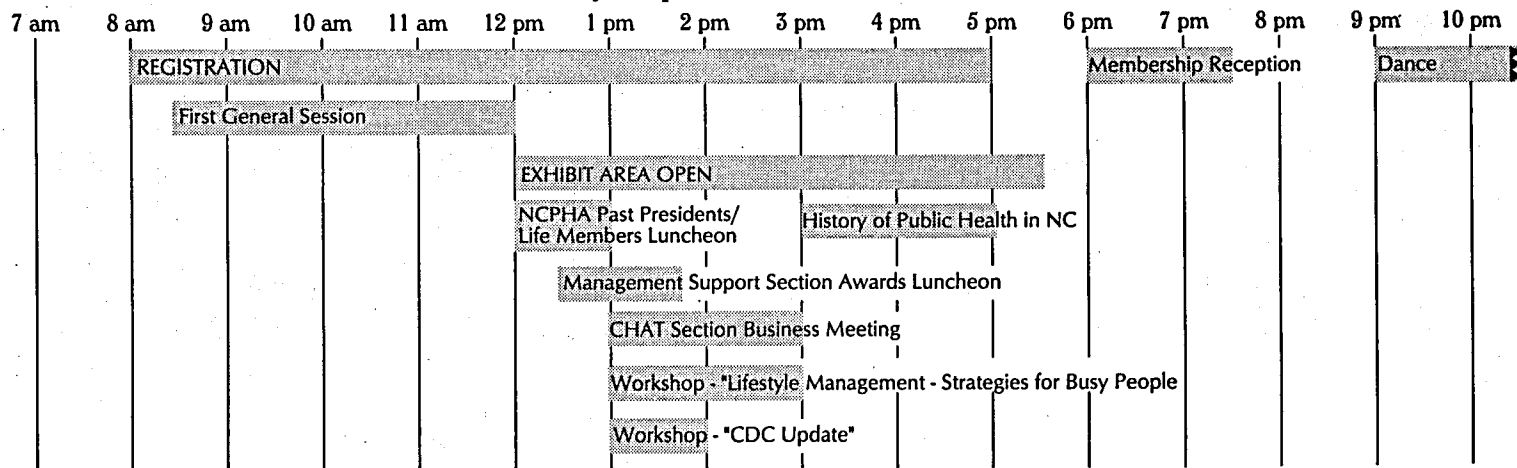 7 am 8 am 9 am 10 am 11 am 12 pm 1 pm 2 pm 3 pm 4 pm 5 pm 6 pm 7 pm 8 pm 9 pm 10 pm
REGISTRATION Membership Reception Dance
First General Session
EXHIBIT AREA OPEN
NCPHA Past Presidents/
Life Members Luncheon
History of Public Health in NC
Management Support Section Awards Luncheon
CHAT Section Business Meeting
Workshop - "Lifestyle Management - Strategies for Busy People
Workshop - "CDC Update"